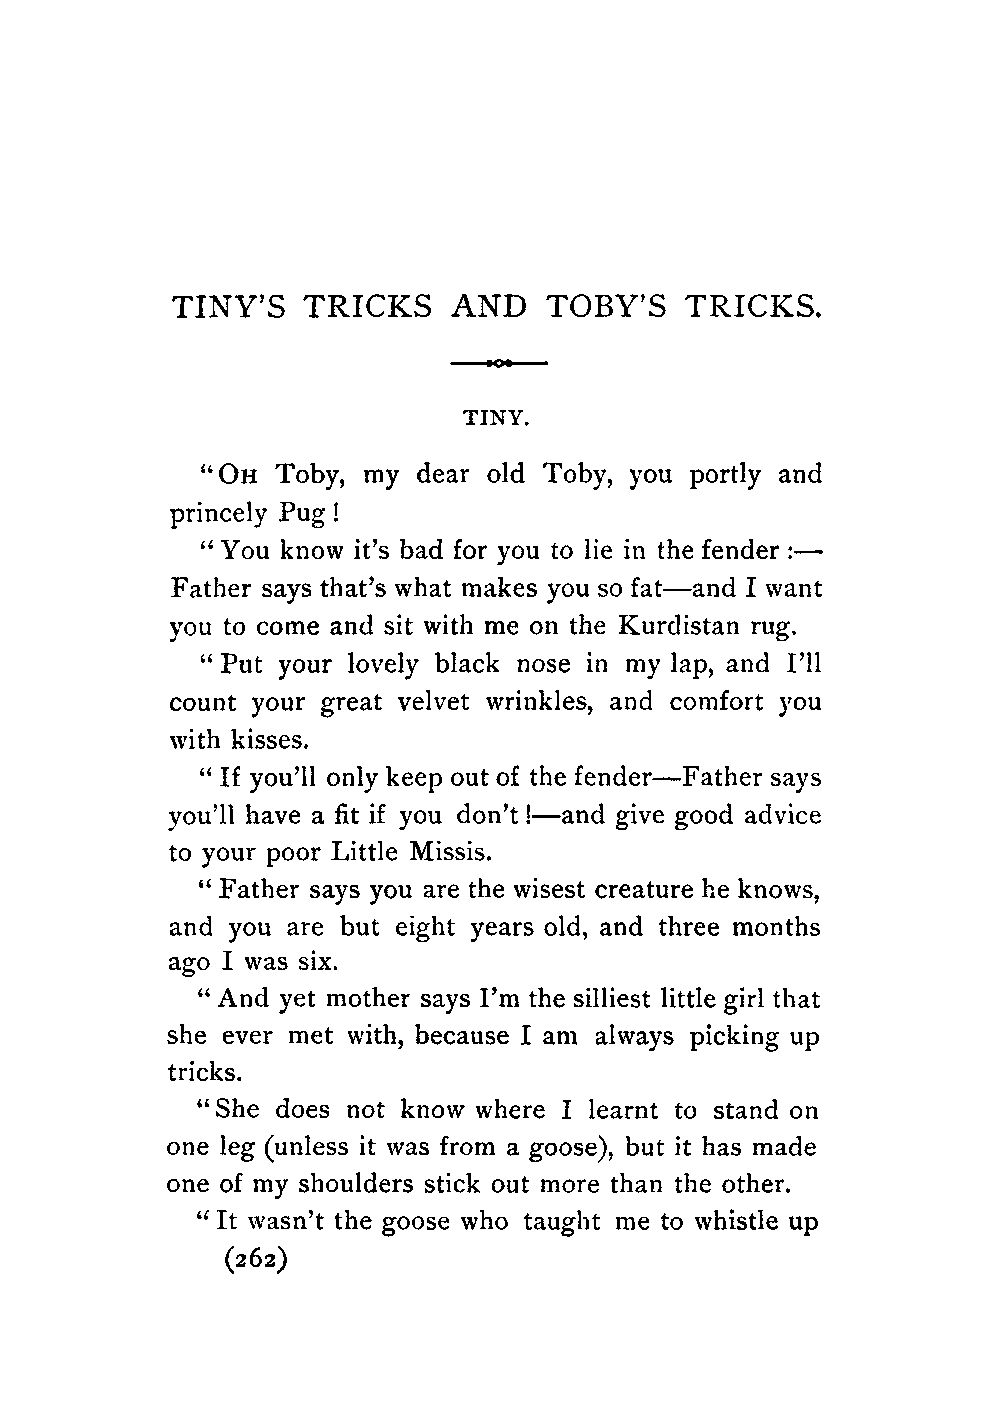 TINY'S TRICKS AND TOBY'S TRICKS.
TINY.
"OH Toby, my dear old Toby, you portly and
princely Pug!
"You know it's bad for you to lie in the fender:—
Father says that's what makes you so fat—and I want
you to come and sit with me on the Kurdistan rug.
"Put your lovely black nose in my lap, and I'll
count your great velvet wrinkles, and comfort you
with kisses.
"If you'll only keep out of the fender—Father says
you'll have a fit if you don't!—and give good advice
to your poor Little Missis.
"Father says you are the wisest creature he knows,
and you are but eight years old, and three months
ago I was six.
"And yet mother says I'm the silliest little girl that
she ever met with, because I am always picking up
tricks.
"She does not know where I learnt to stand on
one leg (unless it was from a goose), but it has made
one of my shoulders stick out more than the other.
"It wasn't the goose who taught me to whistle up
(262)